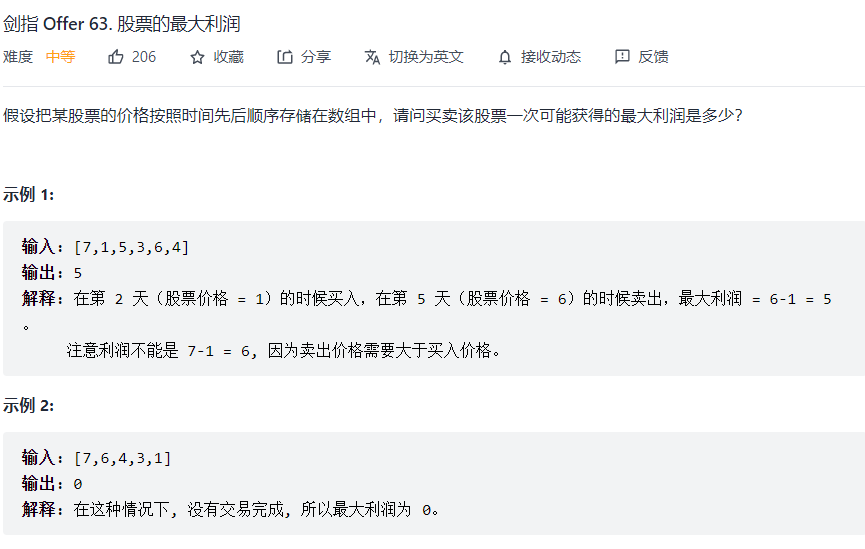 剑指 Offer 63. 股票的最大利润
难度 中等 206 收藏 分享 切换为英文 接收动态 反馈
假设把某股票的价格按照时间先后顺序存储在数组中，请问买卖该股票一次可能获得的最大利润是多少？
示例 1:
输入: [7,1,5,3,6,4]
输出: 5
解释: 在第 2 天（股票价格 = 1）的时候买入，在第 5 天（股票价格 = 6）的时候卖出，最大利润 = 6-1 = 5
。
注意利润不能是 7-1 = 6, 因为卖出价格需要大于买入价格。
示例 2:
输入: [7,6,4,3,1]
输出: 0
解释: 在这种情况下, 没有交易完成, 所以最大利润为 0。